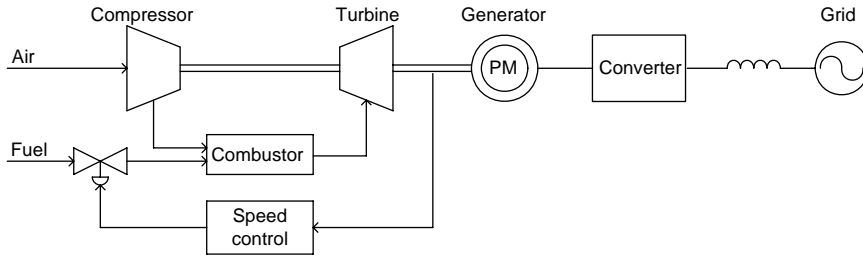 Compressor
Turbine
Generator
Grid
Air
PM
Converter
Fuel
Combustor
Speed
control